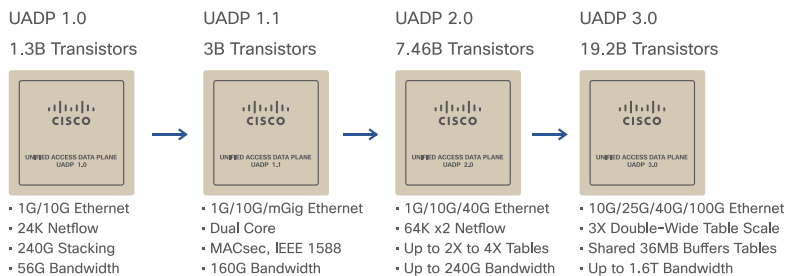 UADP 1.0
1.3B Transistors
CISCO
UNIFIED ACCESS DATA PLANE
UADP 1.0
▪ 1G/10G Ethernet
▪ 24K Netflow
▪ 240G Stacking
▪ 56G Bandwidth
UADP 1.1
3B Transistors
CISCO
UNIFIED ACCESS DATA PLANE
UADP 1.1
▪ 1G/10G/mGig Ethernet
▪ Dual Core
▪ MACsec, IEEE 1588
▪ 160G Bandwidth
UADP 2.0
7.46B Transistors
CISCO
UNIFIED ACCESS DATA PLANE
UADP 2.0
▪ 1G/10G/40G Ethernet
▪ 64K x2 Netflow
▪ Up to 2X to 4X Tables
▪ Up to 240G Bandwidth
UADP 3.0
19.2B Transistors
CISCO
UNIFIED ACCESS DATA PLANE
UADP 3.0
▪ 10G/25G/40G/100G Ethernet
▪ 3X Double-Wide Table Scale
▪ Shared 36MB Buffers Tables
▪ Up to 1.6T Bandwidth